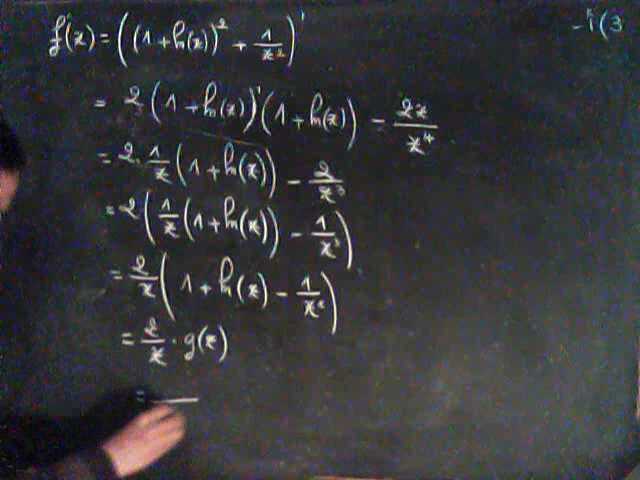 f'(x) = ((1 + ln(x))² + 1/x²)'
-i(3
= 2(1 + ln(x))'(1 + ln(x)) - 2x/x⁴
= 2 · 1/x (1 + ln(x)) - 2/x³
= 2(1/x (1 + ln(x)) - 1/x³)
= 2/x (1 + ln(x) - 1/x²)
= 2/x · g(x)
=